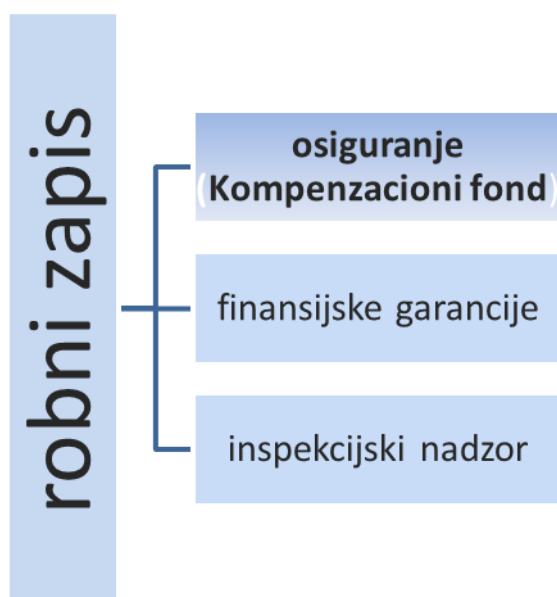 robni zapis
osiguranje
(Kompenzacioni fond)
finansijske garancije
inspekcijski nadzor